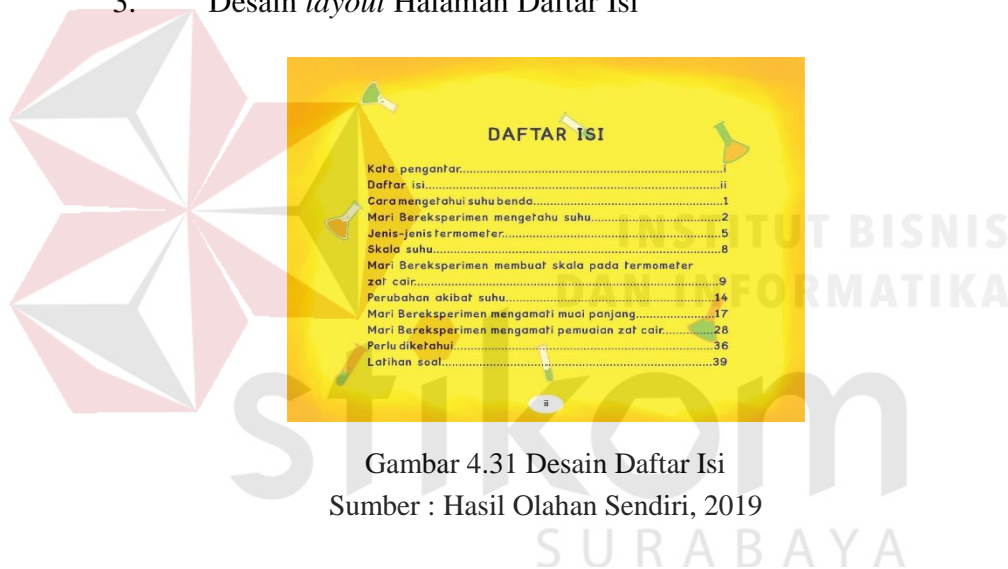 3. Desain layout Halaman Daftar Isi
DAFTAR ISI
Kata pengantar......i
Daftar isi......ii
Cara mengetahui suhu benda......1
Mari Bereksperimen mengetahu suhu......2
Jenis-jenis termometer......5
Skala suhu......8
Mari Bereksperimen membuat skala pada termometer
zat cair......9
Perubahan akibat suhu......14
Mari Bereksperimen mengamati muai panjang......17
Mari Bereksperimen mengamati pemuaian zat cair......28
Perlu diketahui......36
Latihan soal......39
ii
Gambar 4.31 Desain Daftar Isi
Sumber : Hasil Olahan Sendiri, 2019
INSTITUT BISNIS
DAN INFORMATIKA
stikom
SURABAYA